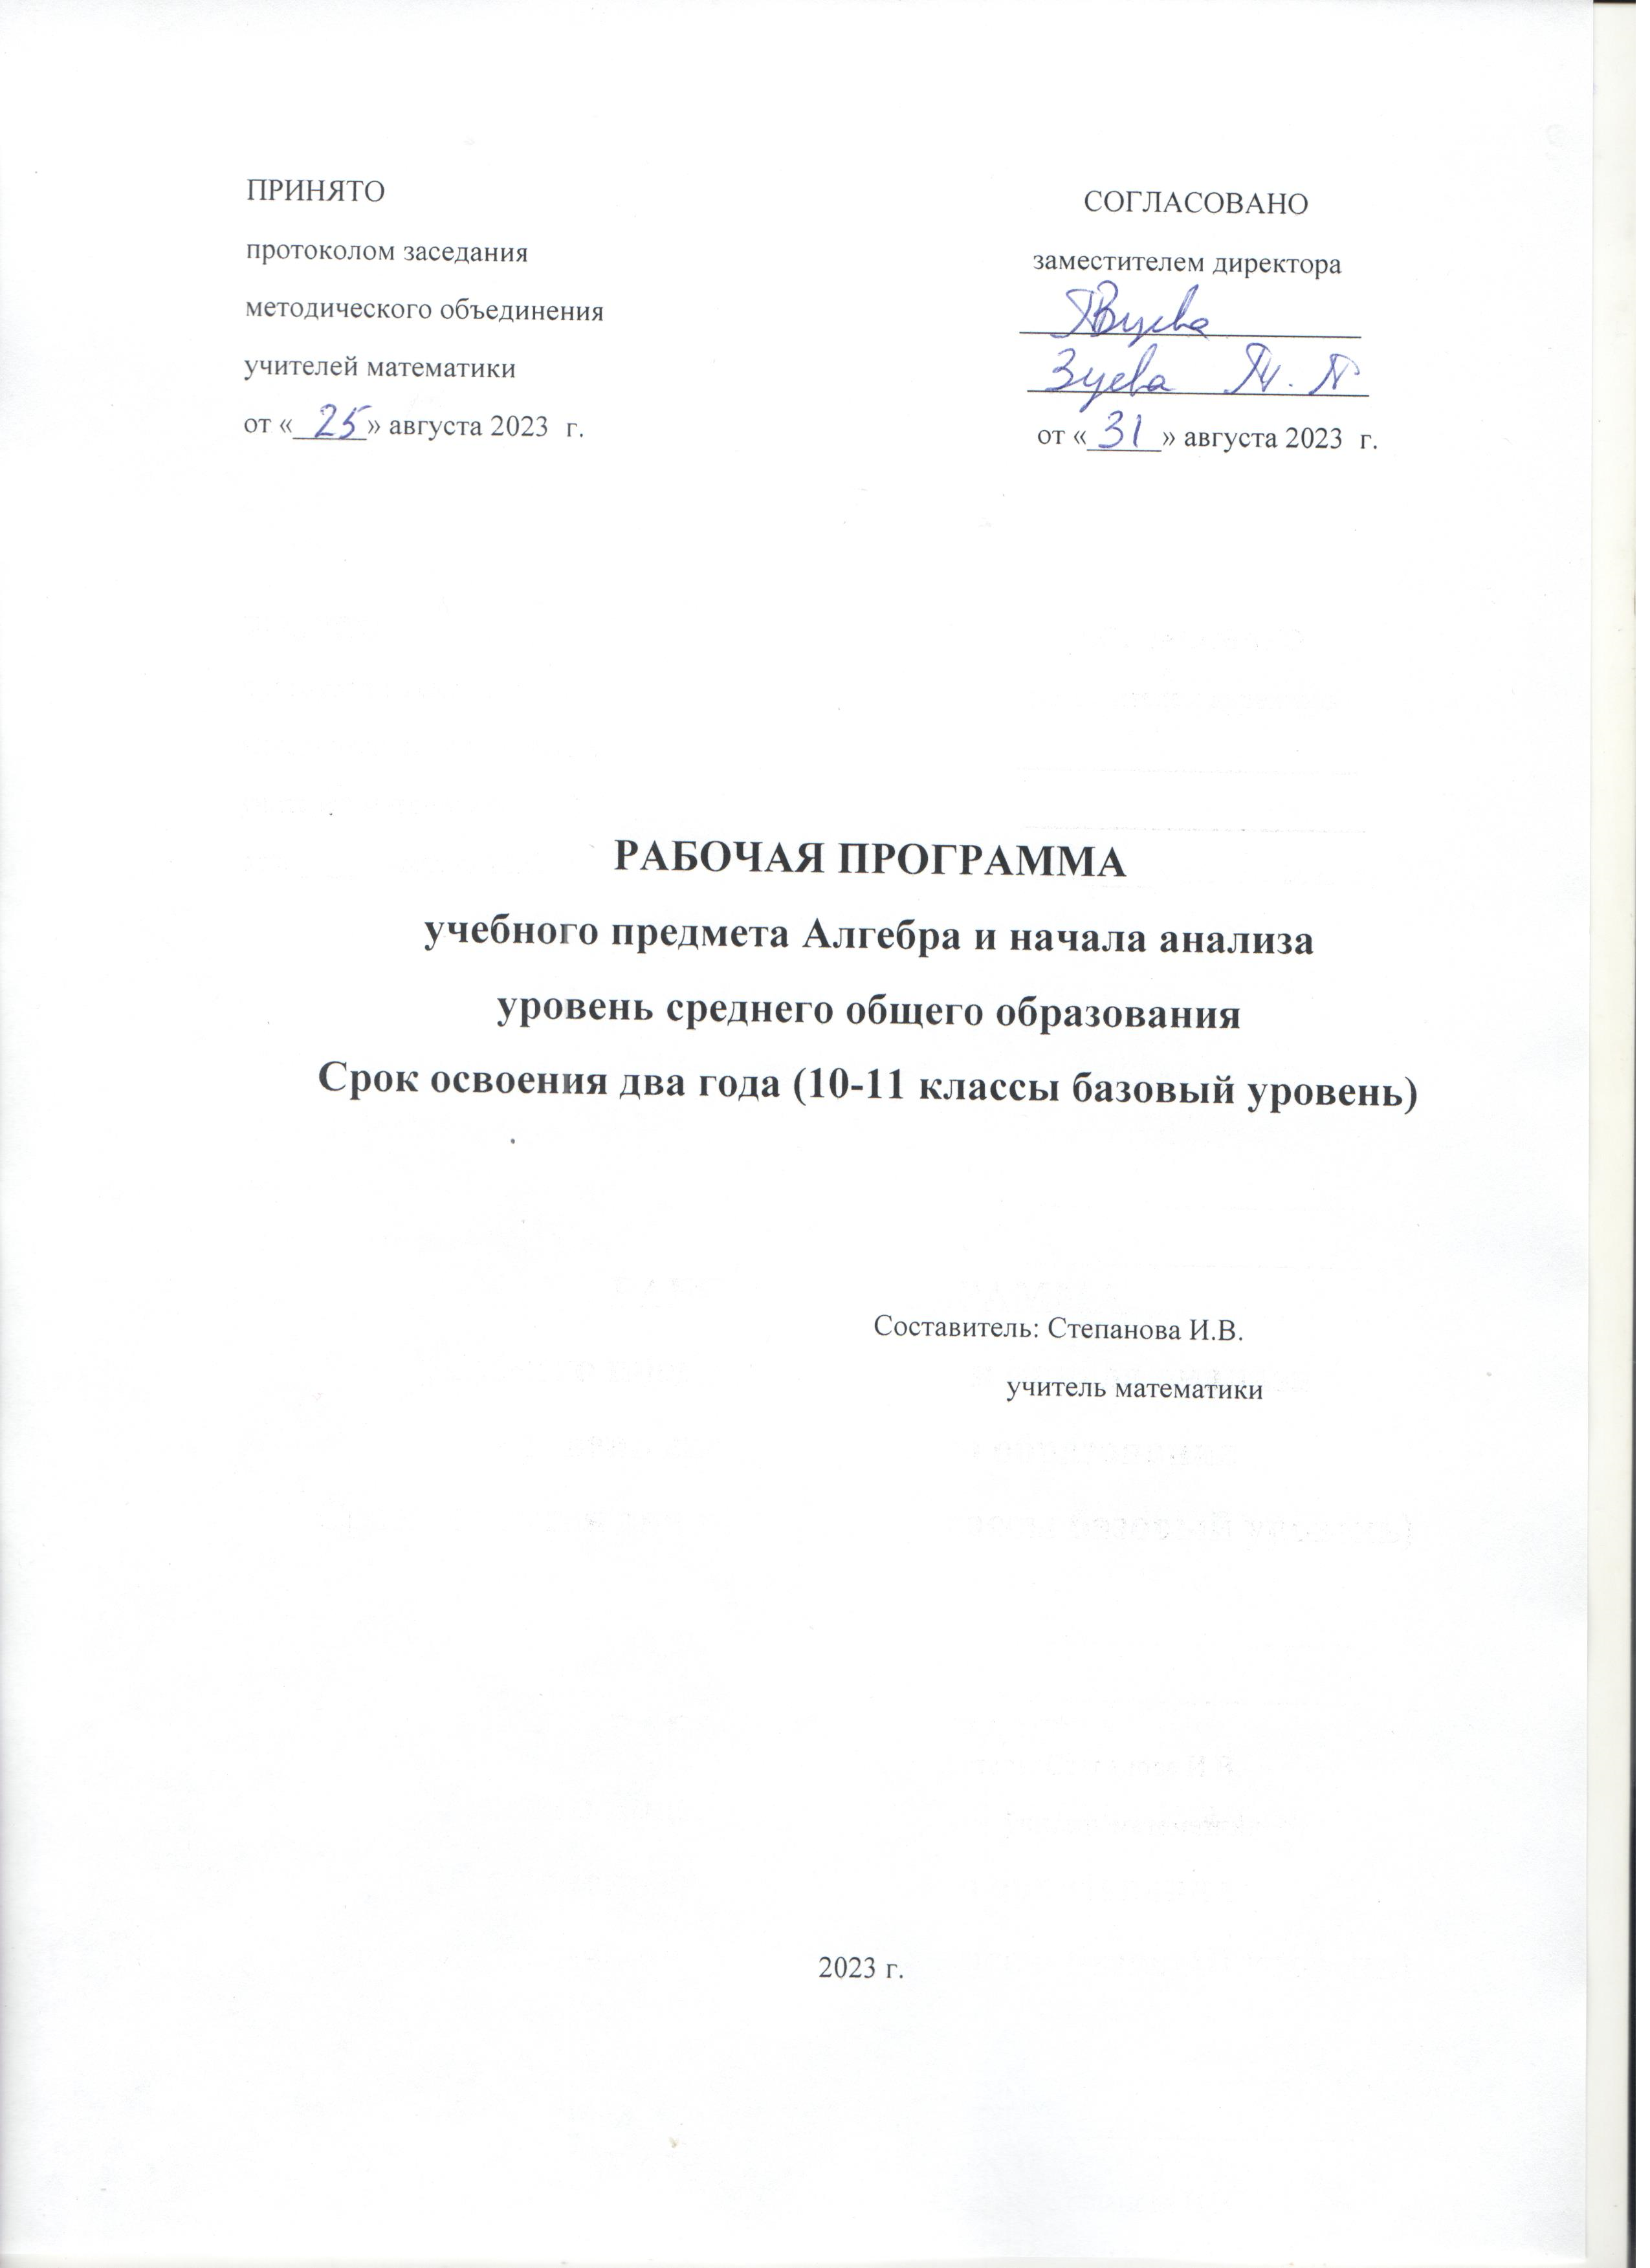 ПРИНЯТО
протоколом заседания
методического объединения
учителей математики
от «25» августа 2023 г.
СОГЛАСОВАНО
заместителем директора
Зуева
от «31» августа 2023 г.
РАБОЧАЯ ПРОГРАММА
учебного предмета Алгебра и начала анализа
уровень среднего общего образования
Срок освоения два года (10-11 классы базовый уровень)
Составитель: Степанова И.В.
учитель математики
2023 г.